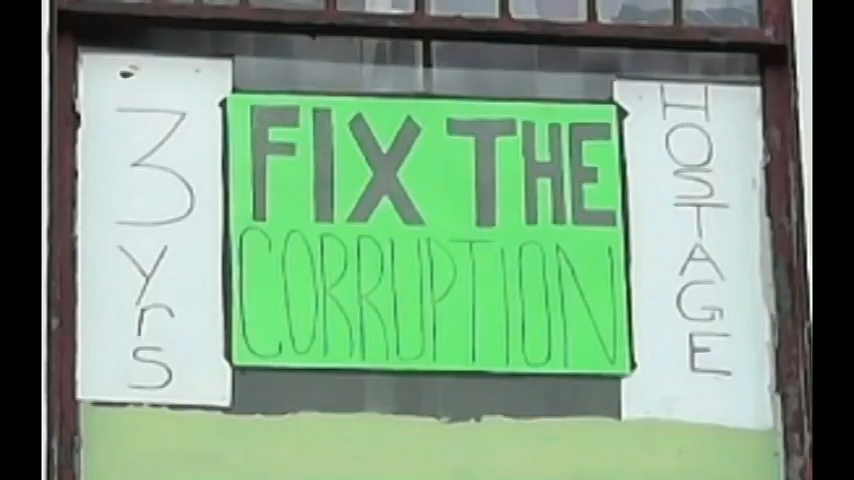 3
yrs
FIX THE
CORRUPTION
HOSTAGE